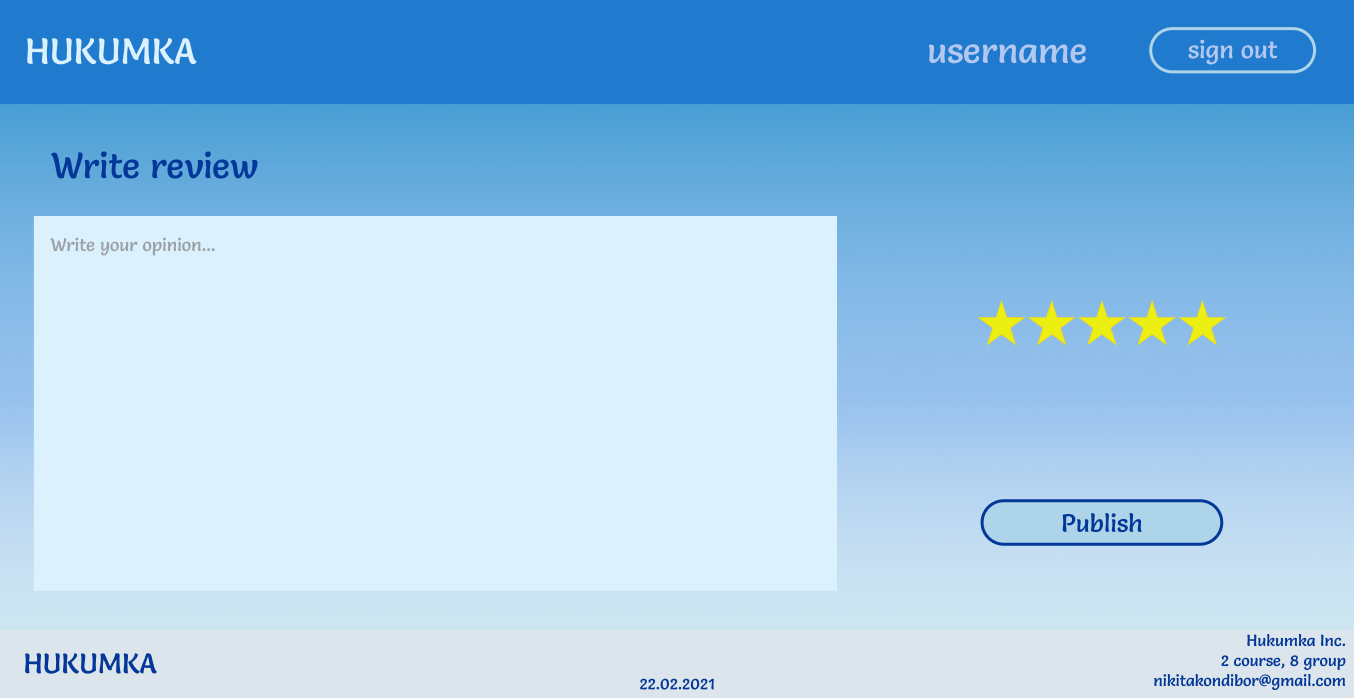 HUKUMKA
username
sign out
Write review
Write your opinion...
Publish
HUKUMKA
22.02.2021
Hukumka Inc.
2 course, 8 group
nikitakondibor@gmail.com